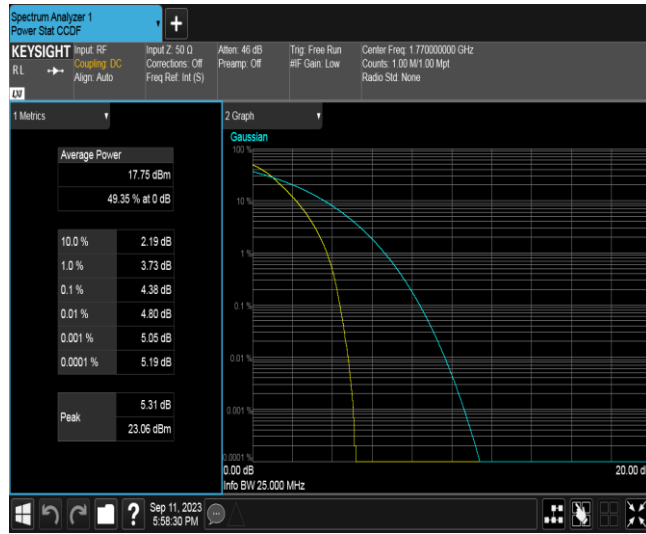 Spectrum Analyzer 1
Power Stat CCDF
+
KEYSIGHT
RL
LXI
Input: RF
Coupling: DC
Align: Auto
Input Z: 50 Ω
Corrections: Off
Freq Ref: Int (S)
Atten: 46 dB
Preamp: Off
Trig: Free Run
#IF Gain: Low
Center Freq: 1.770000000 GHz
Counts: 1.00 M/1.00 Mpt
Radio Std: None
1 Metrics
Average Power
17.75 dBm
49.35 % at 0 dB
10.0 % 2.19 dB
1.0 % 3.73 dB
0.1 % 4.38 dB
0.01 % 4.80 dB
0.001 % 5.05 dB
0.0001 % 5.19 dB
Peak
5.31 dB
23.06 dBm
2 Graph
Gaussian
100 %
10 %
1 %
0.1 %
0.01 %
0.001 %
0.0001 %
0.00 dB
20.00 d
Info BW 25.000 MHz
?
Sep 11, 2023
5:58:30 PM